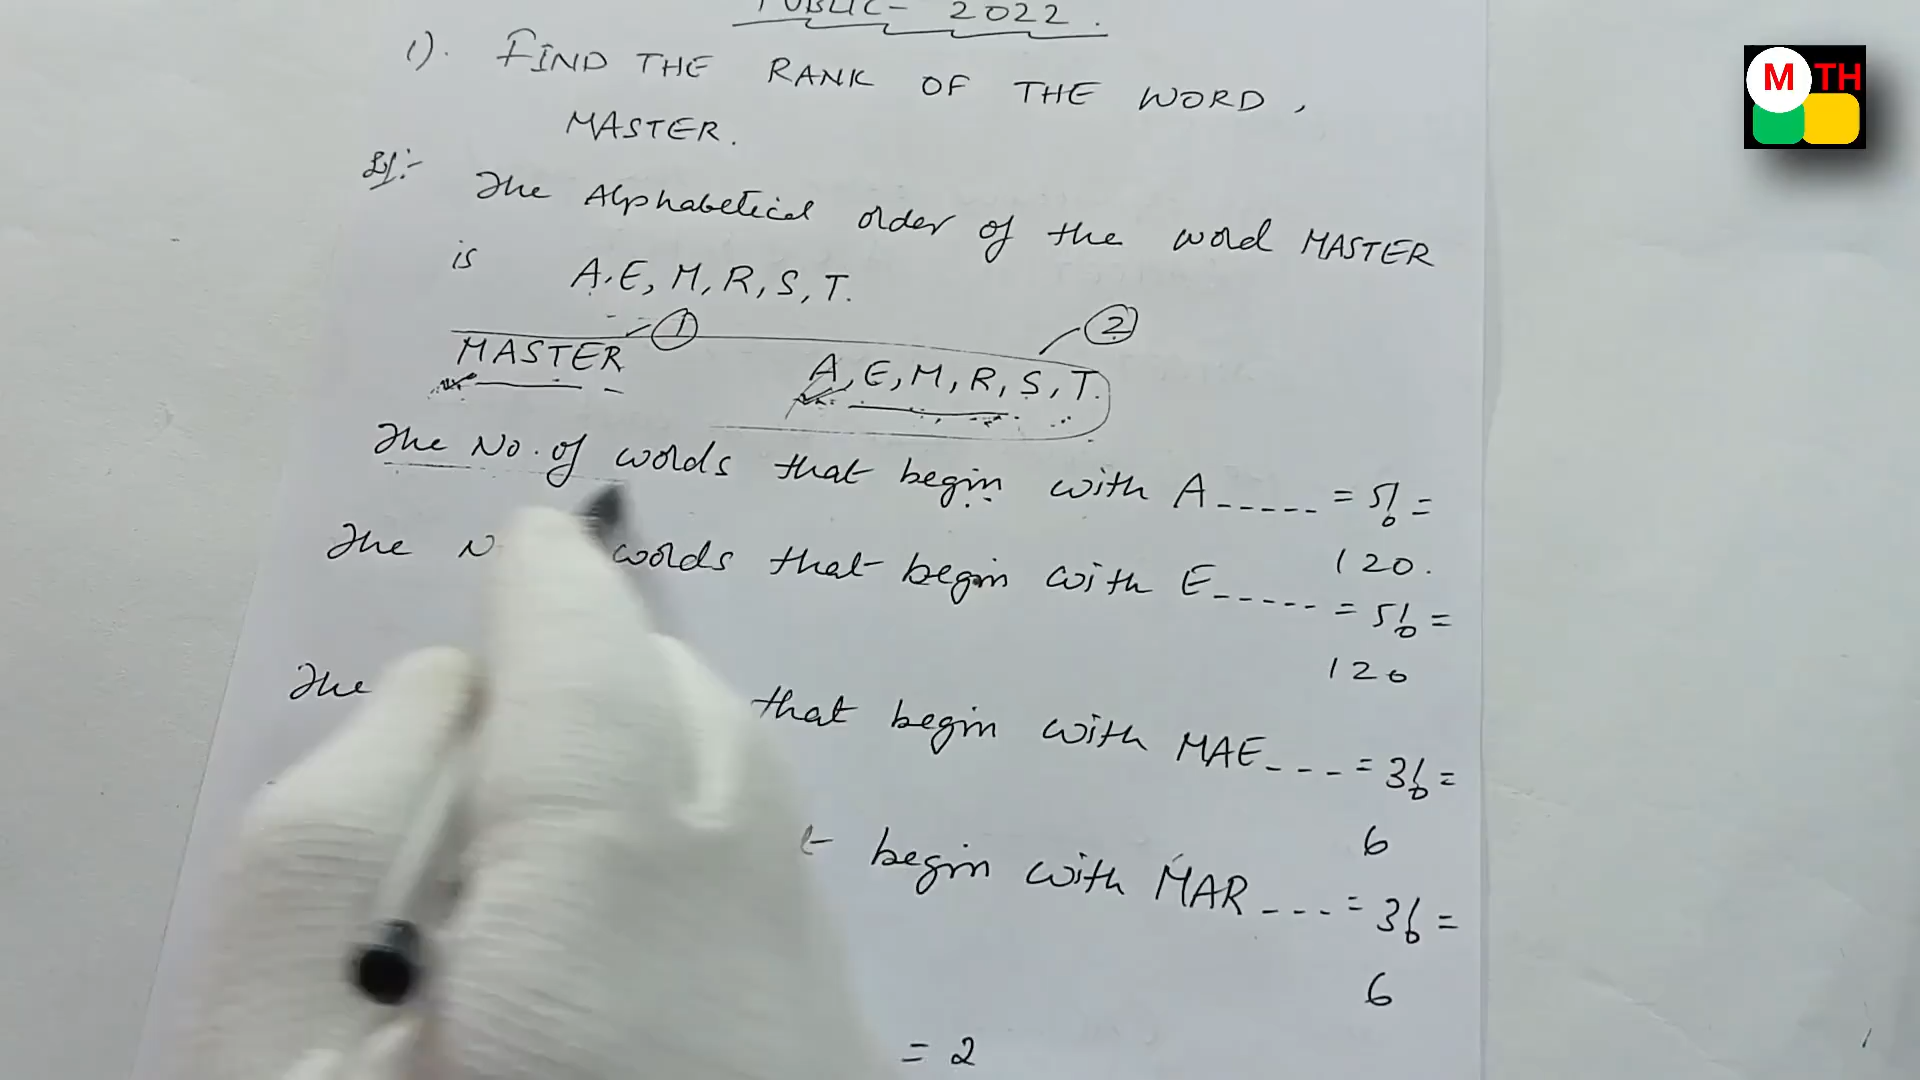 PUBLIC - 2022.
M TH
1). FIND THE RANK OF THE WORD,
MASTER.
The Alphabetical order of the word MASTER
is A, E, M, R, S, T.
1 2
MASTER A, E, M, R, S, T.
The No. of words that begin with A _ _ _ _ _ = 5! =
120.
The N words that begin with E _ _ _ _ _ = 5! =
120
The that begin with MAE _ _ _ = 3! =
6
begin with MAR _ _ _ = 3! =
6
= 2